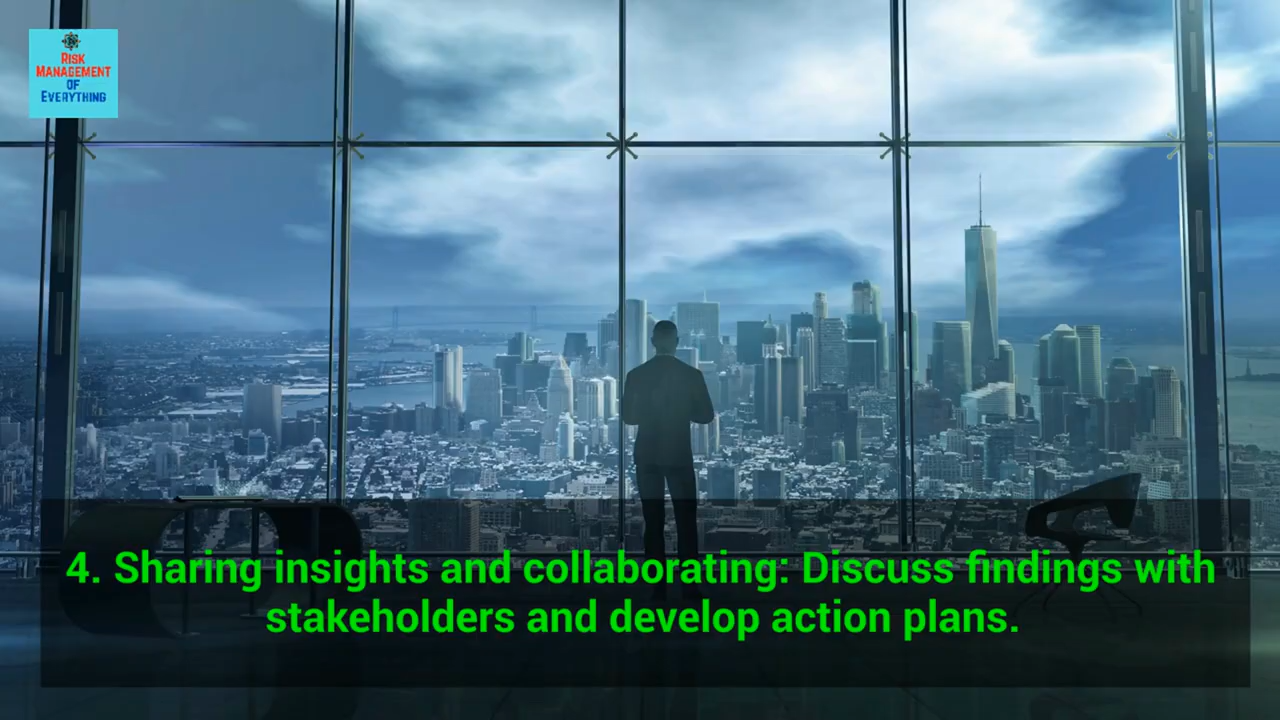 RISK
MANAGEMENT
OF
EVERYTHING
4. Sharing insights and collaborating: Discuss findings with
stakeholders and develop action plans.